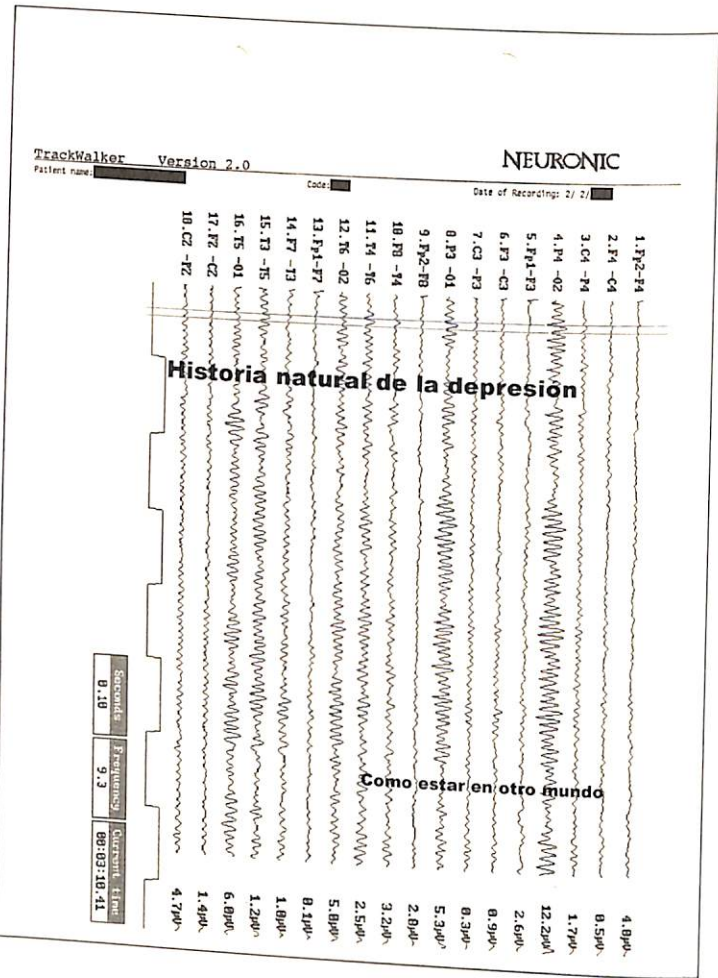 TrackWalker Version 2.0
NEURONIC
Patient name:
Code:
Date of Recording: 2/ 2/
1.Fp2-F4
2.F4 -C4
3.C4 -P4
4.P4 -O2
5.Fp1-F3
6.F3 -C3
7.C3 -P3
8.P3 -O1
9.Fp2-F8
10.F8 -T4
11.T4 -T6
12.T6 -O2
13.Fp1-F7
14.F7 -T3
15.T3 -T5
16.T5 -O1
17.FZ -CZ
18.CZ -PZ
Historia natural de la depresión
Como estar en otro mundo
4.8µV
0.5µV
1.7µV
12.2µV
2.6µV
0.9µV
0.3µV
5.3µV
2.0µV
3.2µV
2.5µV
5.8µV
0.1µV
1.0µV
1.2µV
6.0µV
1.4µV
4.7µV
Seconds
0.10
Frequency
9.3
Current time
00:03:10.41